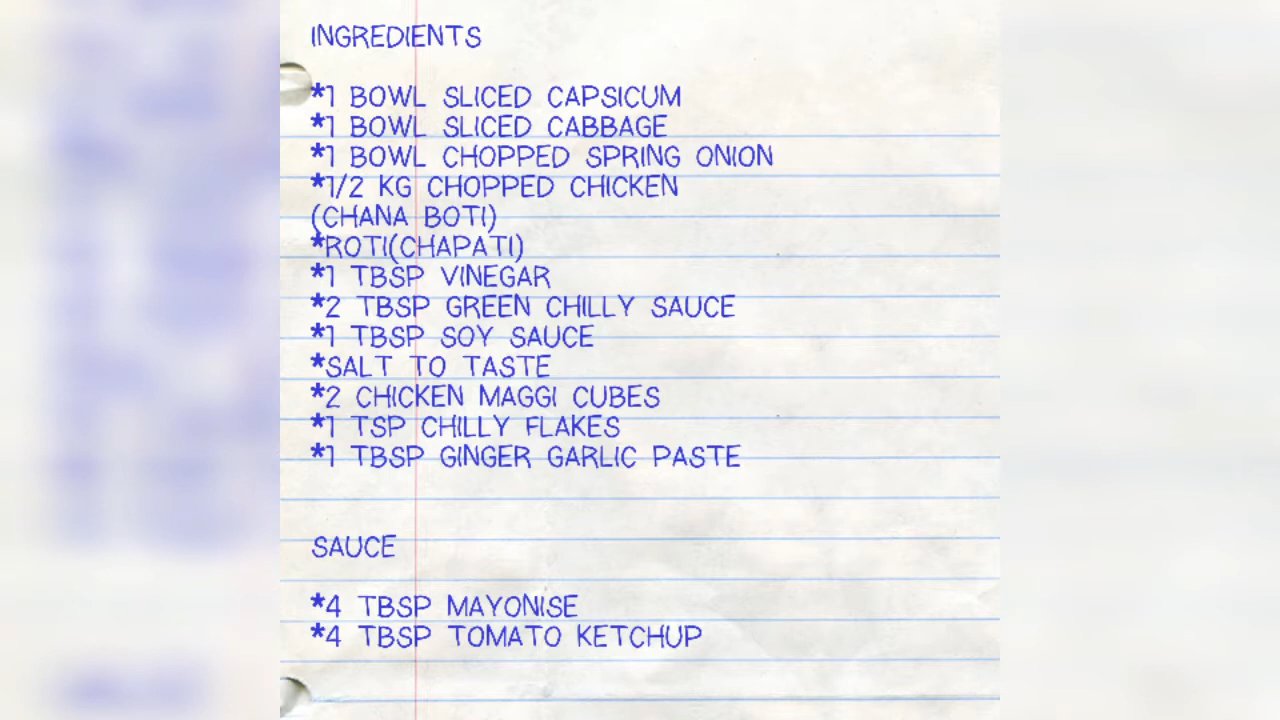 INGREDIENTS
*1 BOWL SLICED CAPSICUM
*1 BOWL SLICED CABBAGE
*1 BOWL CHOPPED SPRING ONION
*1/2 KG CHOPPED CHICKEN
(CHANA BOTI)
*ROTI(CHAPATI)
*1 TBSP VINEGAR
*2 TBSP GREEN CHILLY SAUCE
*1 TBSP SOY SAUCE
*SALT TO TASTE
*2 CHICKEN MAGGI CUBES
*1 TSP CHILLY FLAKES
*1 TBSP GINGER GARLIC PASTE
SAUCE
*4 TBSP MAYONISE
*4 TBSP TOMATO KETCHUP